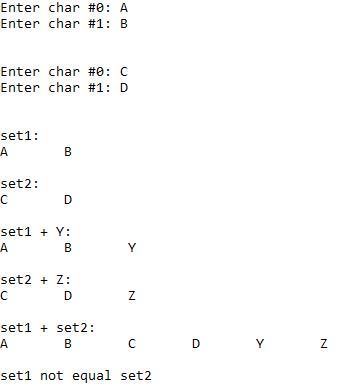 Enter char #0: A
Enter char #1: B
Enter char #0: C
Enter char #1: D
set1:
A B
set2:
C D
set1 + Y:
A B Y
set2 + Z:
C D Z
set1 + set2:
A B C D Y Z
set1 not equal set2